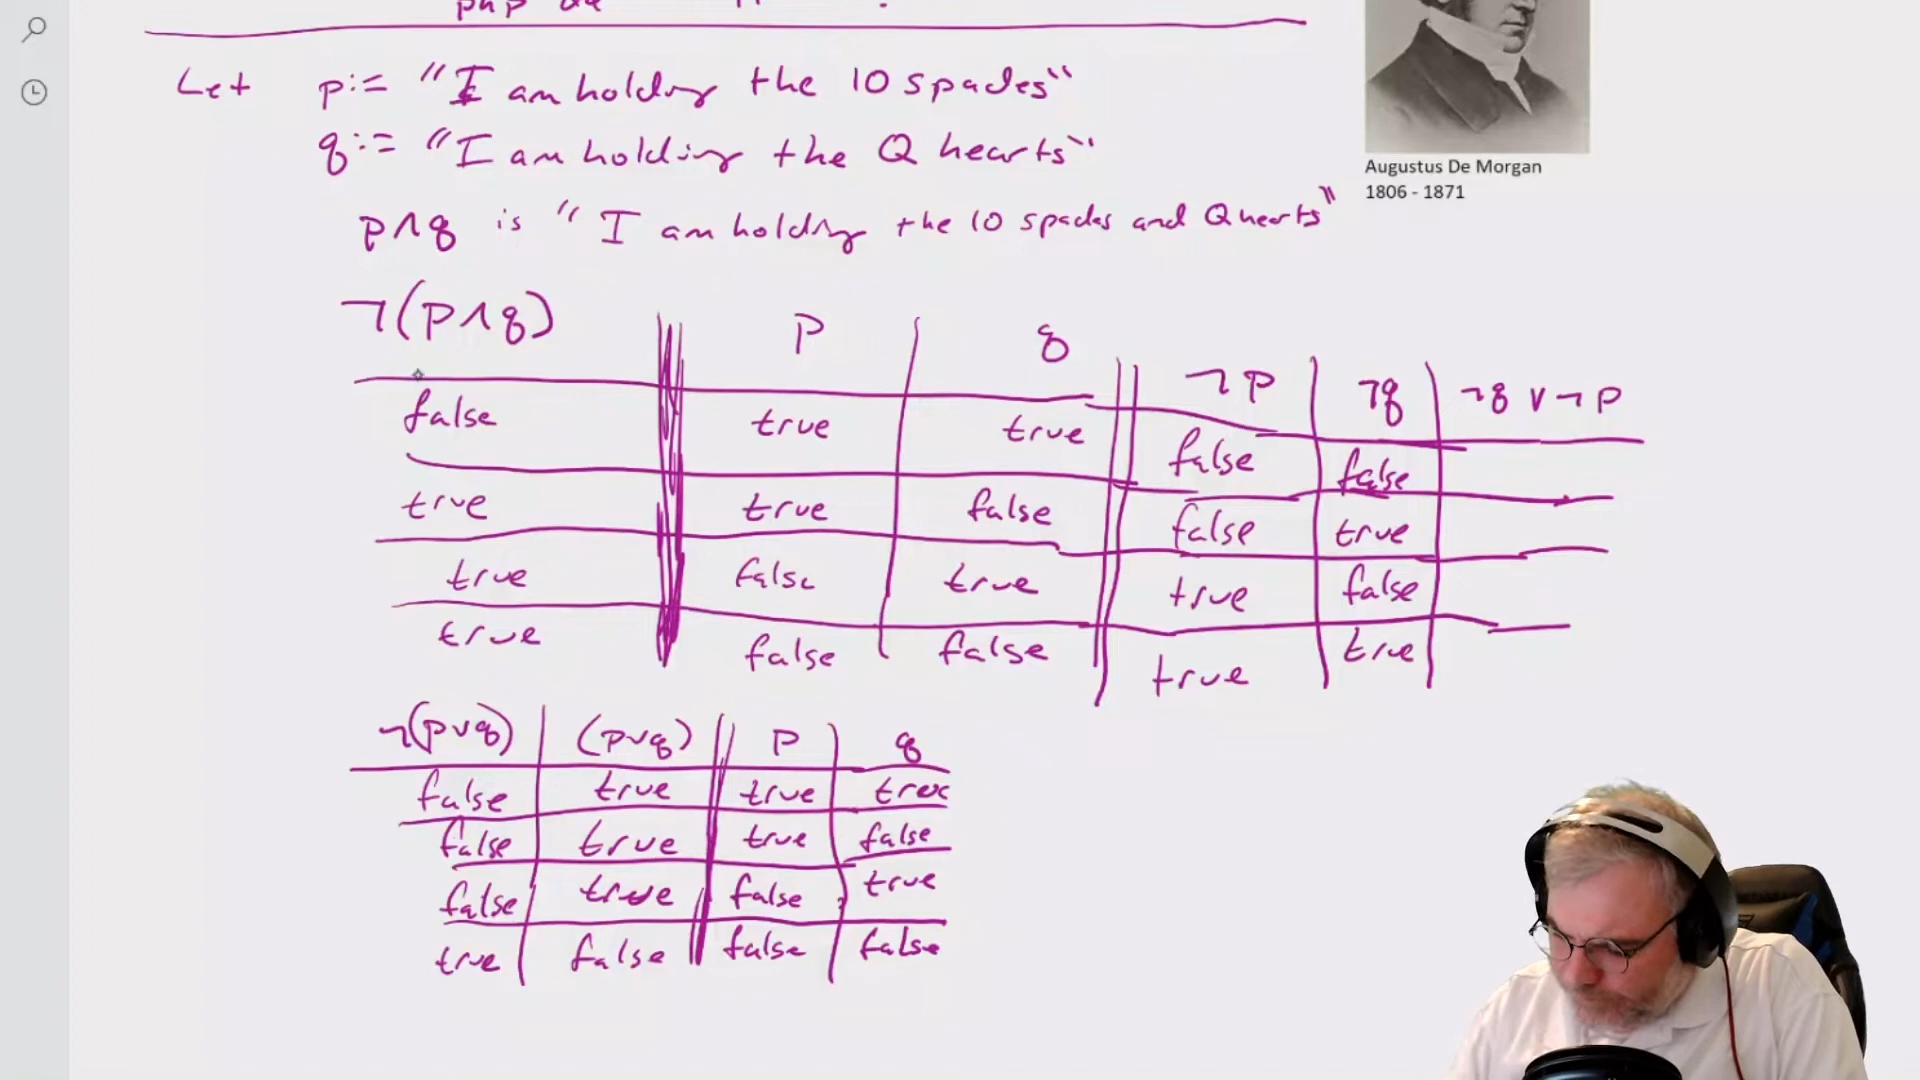 Let p:= "I am holding the 10 spades"
q:= "I am holding the Q hearts"
p∧q is "I am holding the 10 spades and Q hearts"
Augustus De Morgan
1806 - 1871
¬(p∧q) p q ¬p ¬q ¬q ∨ ¬p
false true true false false
true true false false true
true false true true false
true false false true true
¬(p∨q) (p∨q) p q
false true true true
false true true false
false true false true
true false false false